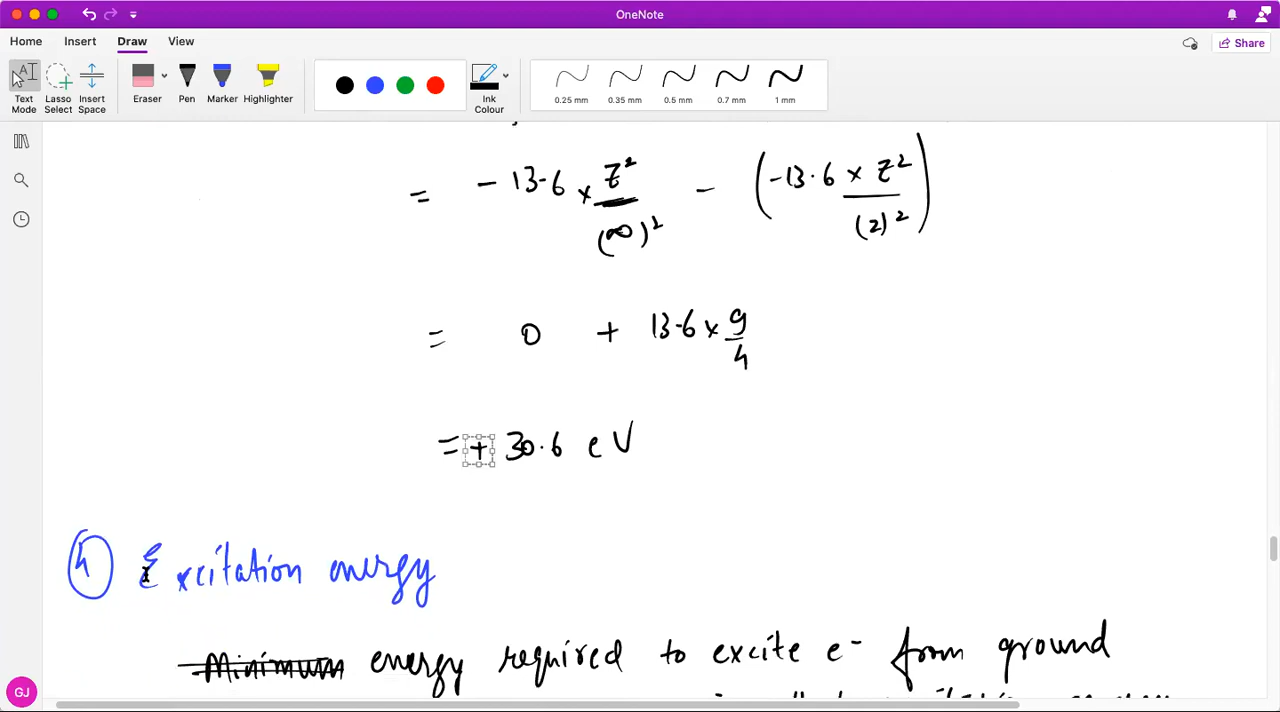 OneNote
Home Insert Draw View
Share
Text Mode
Lasso Select
Insert Space
Eraser
Pen
Marker
Highlighter
Ink Colour
0.25 mm 0.35 mm 0.5 mm 0.7 mm 1 mm
= - 13.6 × Z² / (∞)² - (-13.6 × Z² / (2)²)
= 0 + 13.6 × 9/4
= + 30.6 eV
4 Excitation energy
Minimum energy required to excite e⁻ from ground
GJ